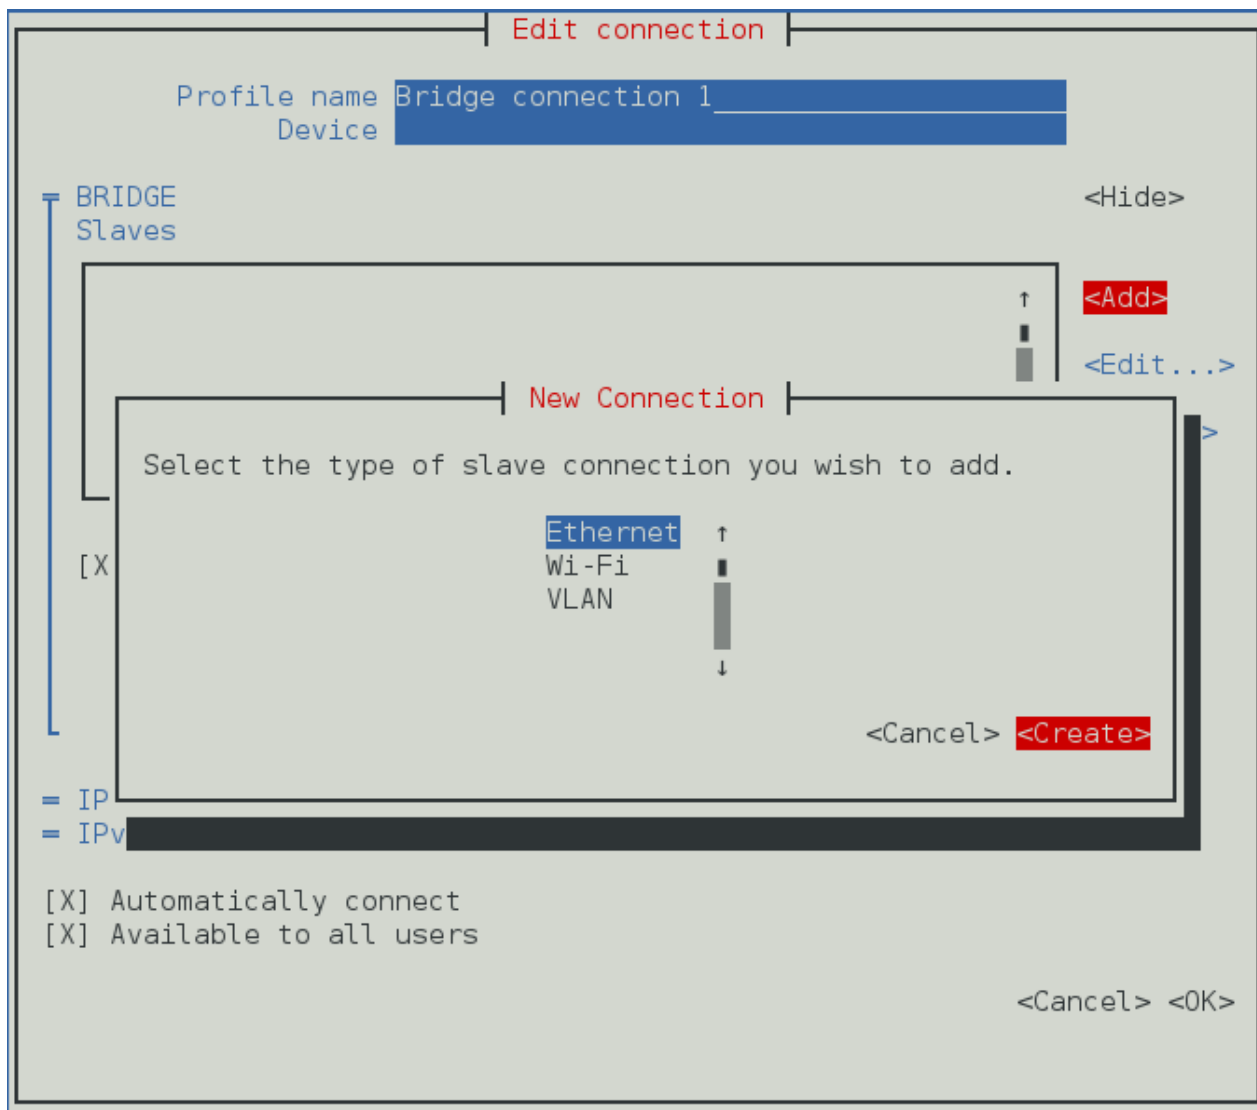 Edit connection
Profile name Bridge connection 1
Device
BRIDGE <Hide>
Slaves
↑ <Add>
<Edit...>
New Connection
>
Select the type of slave connection you wish to add.
Ethernet ↑
[X Wi-Fi
VLAN
↓
<Cancel> <Create>
= IP
= IPv
[X] Automatically connect
[X] Available to all users
<Cancel> <OK>